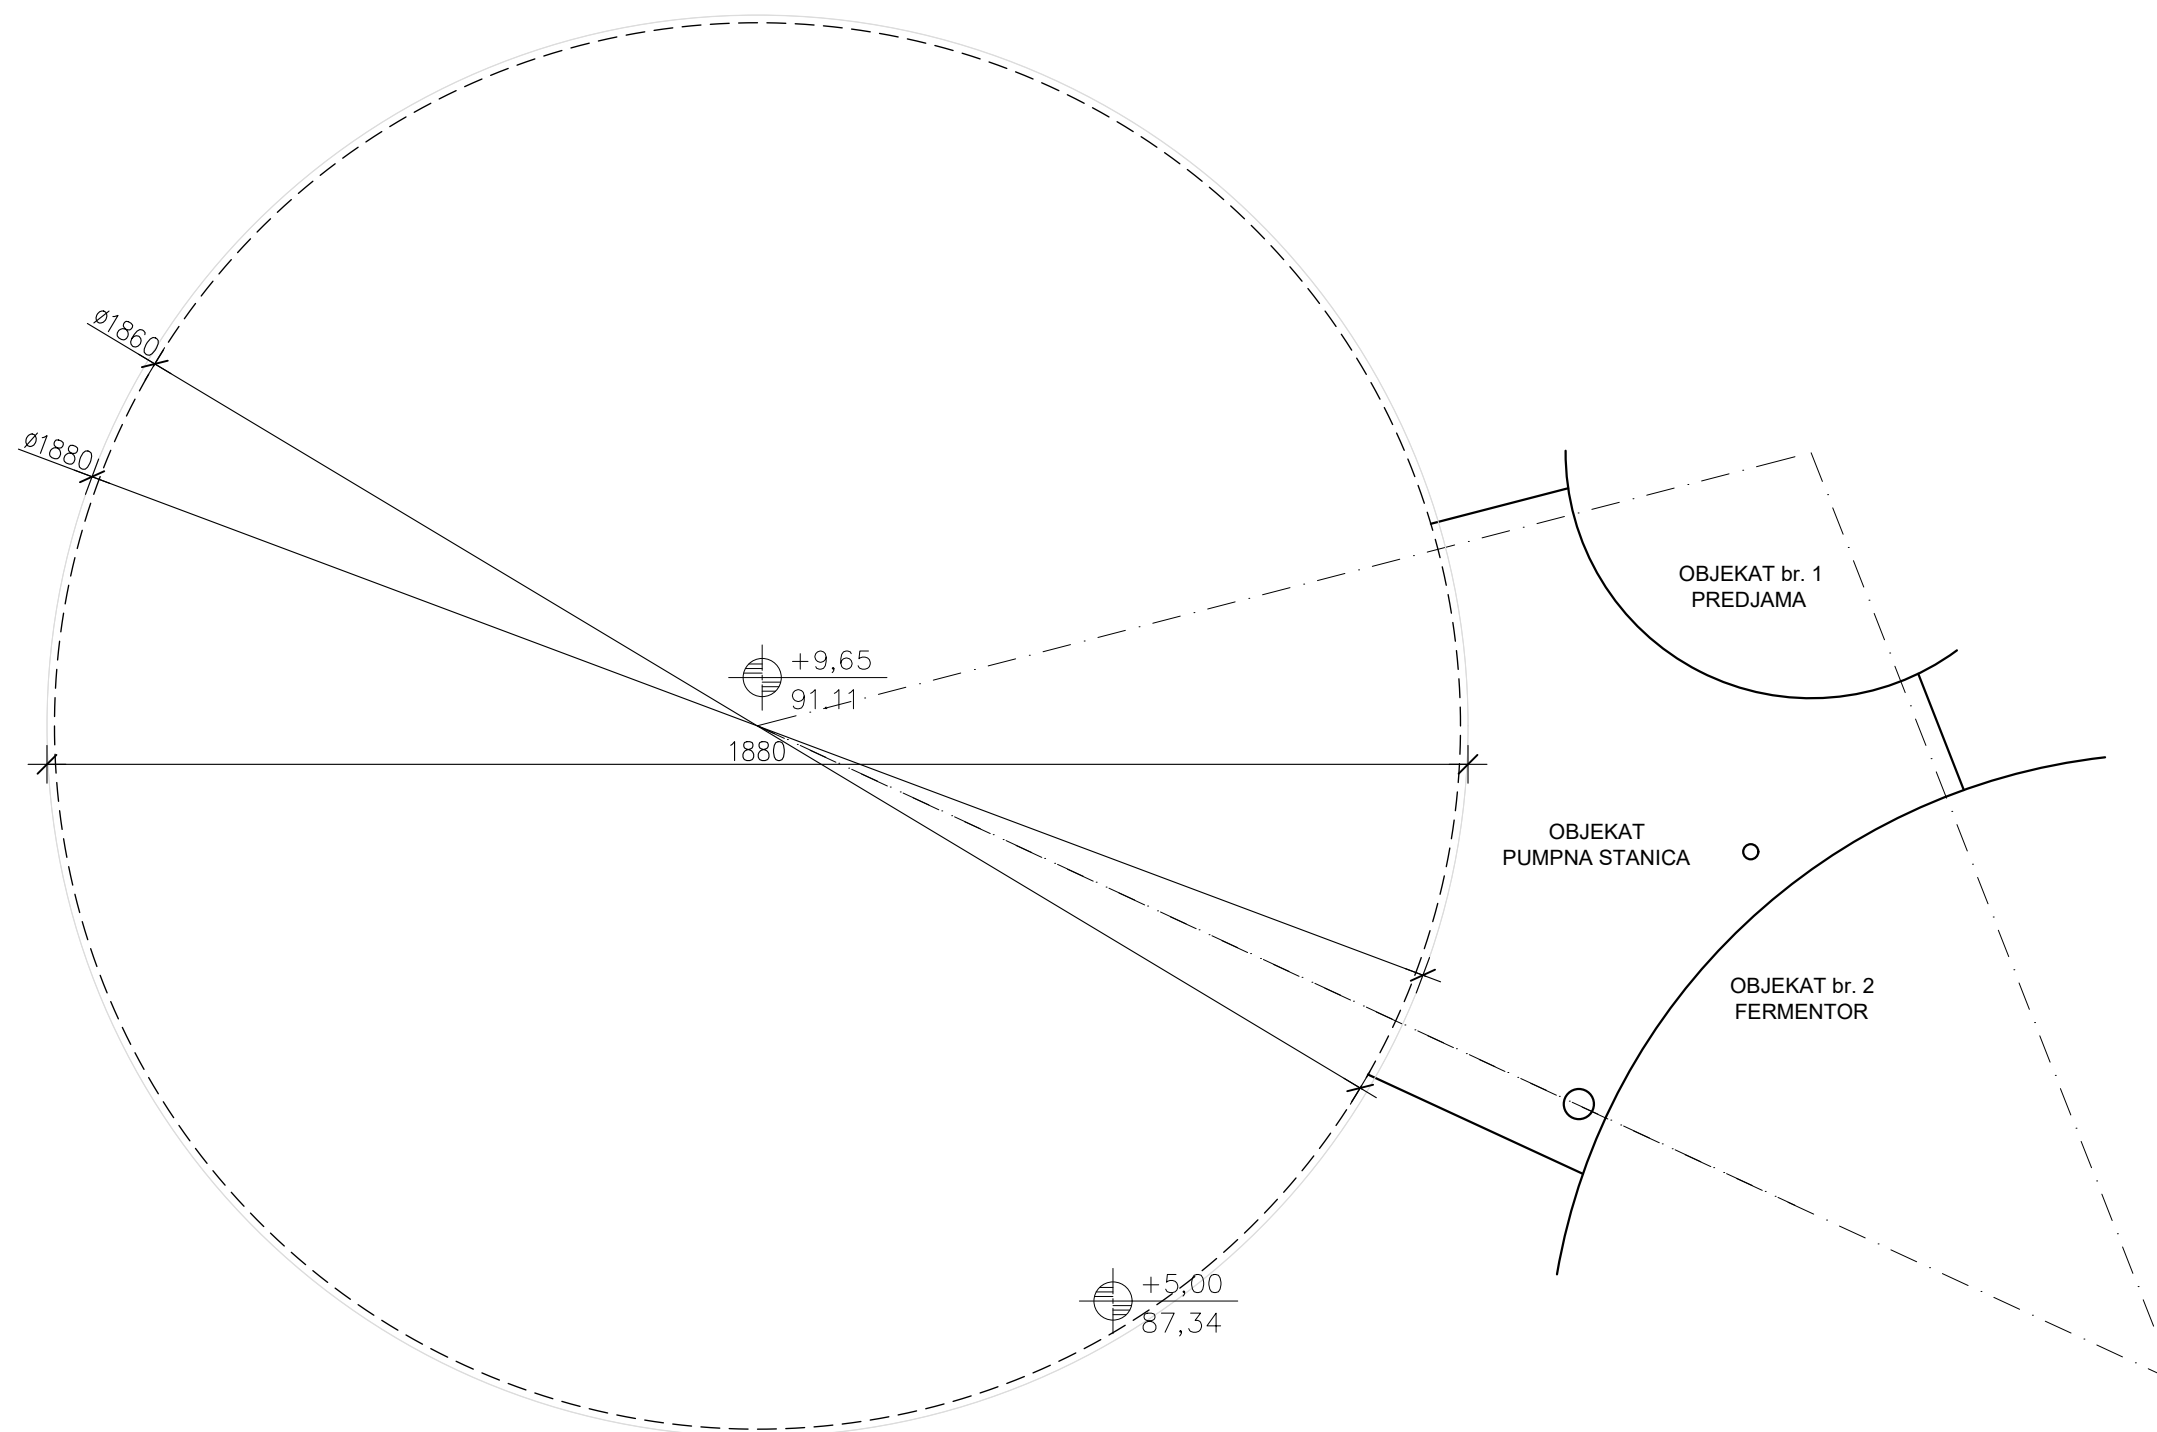 ø1860
ø1880
+9,65
91.11
1880
OBJEKAT br. 1
PREDJAMA
OBJEKAT
PUMPNA STANICA
OBJEKAT br. 2
FERMENTOR
+5,00
87,34